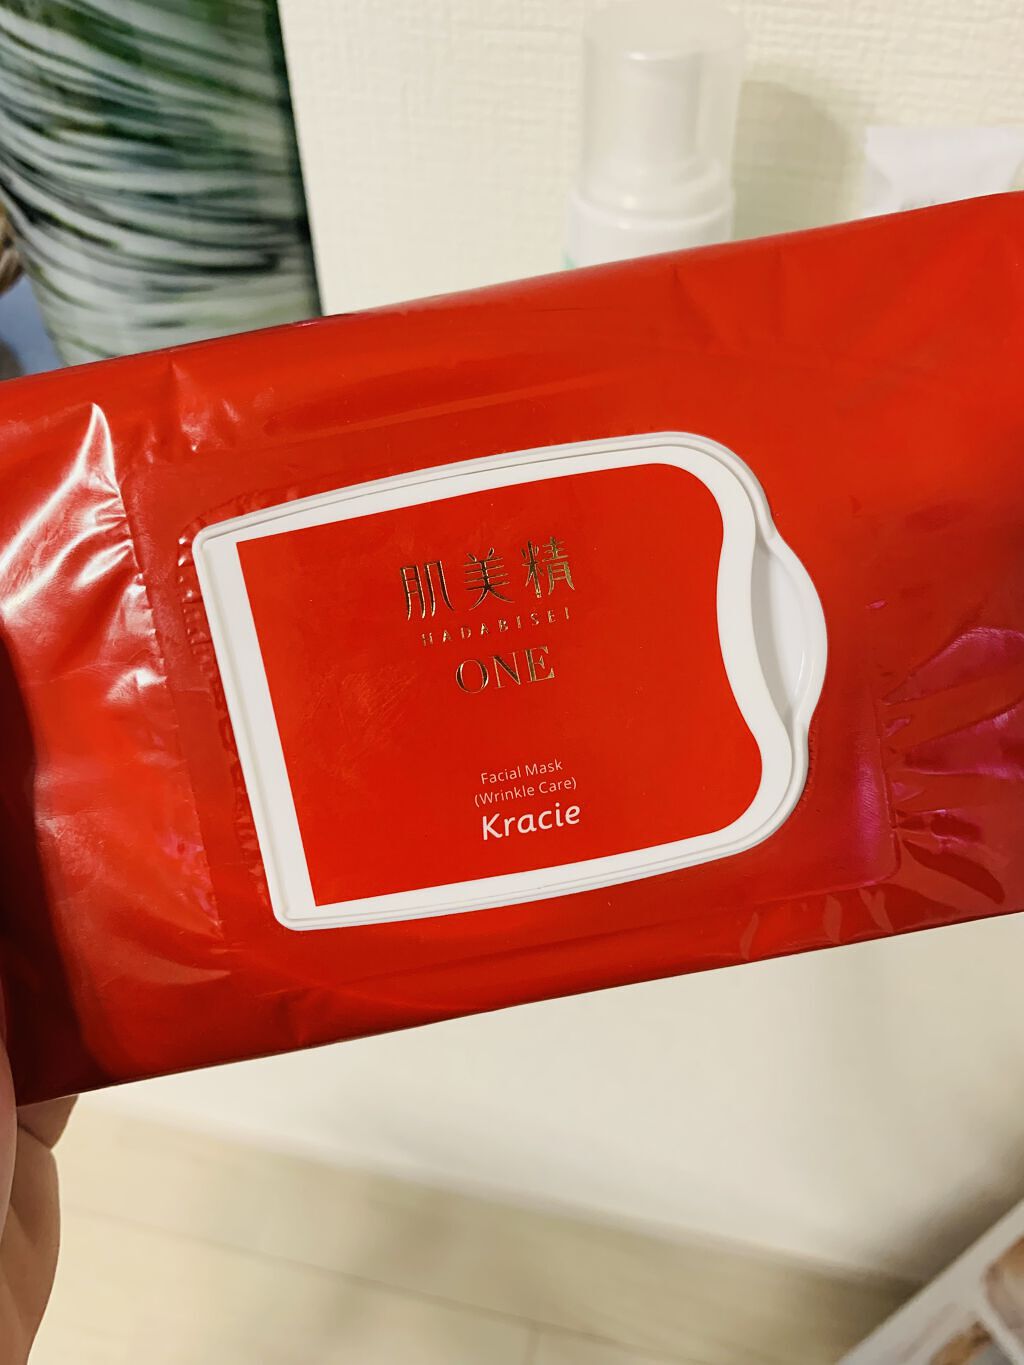 肌美精
HADABISEI
ONE
Facial Mask
(Wrinkle Care)
Kracie